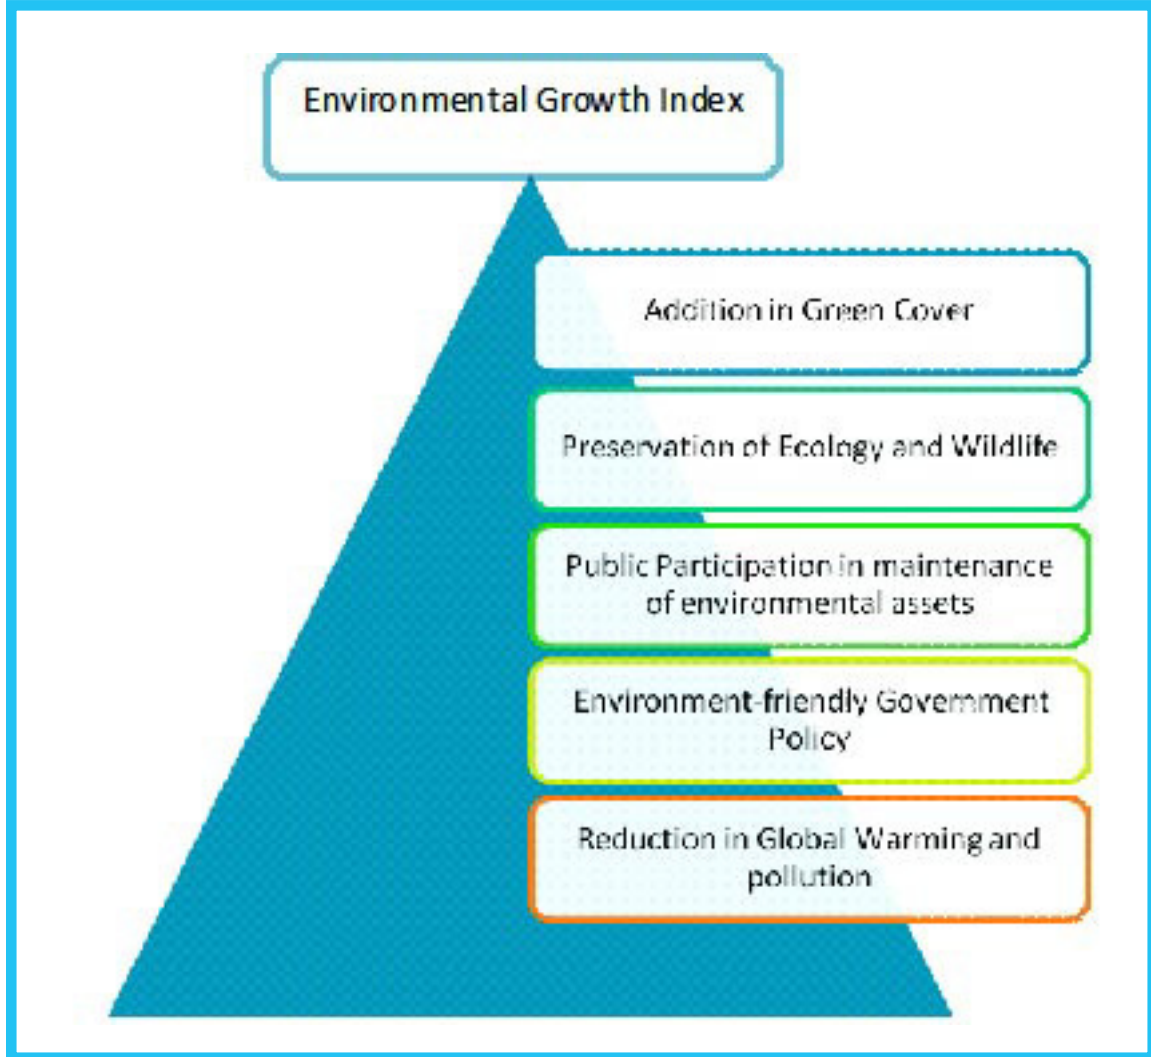 Environmental Growth Index
Addition in Green Cover
Preservation of Ecology and Wildlife
Public Participation in maintenance
of environmental assets
Environment-friendly Government
Policy
Reduction in Global Warming and
pollution